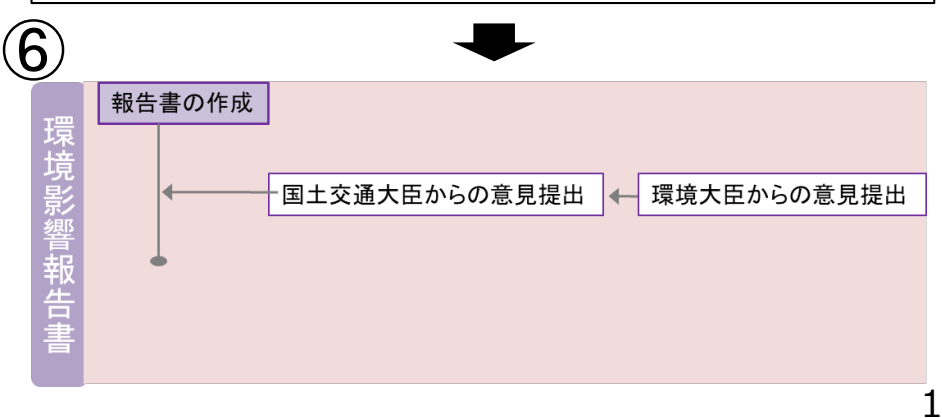 ⑥
環境影響報告書
報告書の作成
国土交通大臣からの意見提出
環境大臣からの意見提出
1